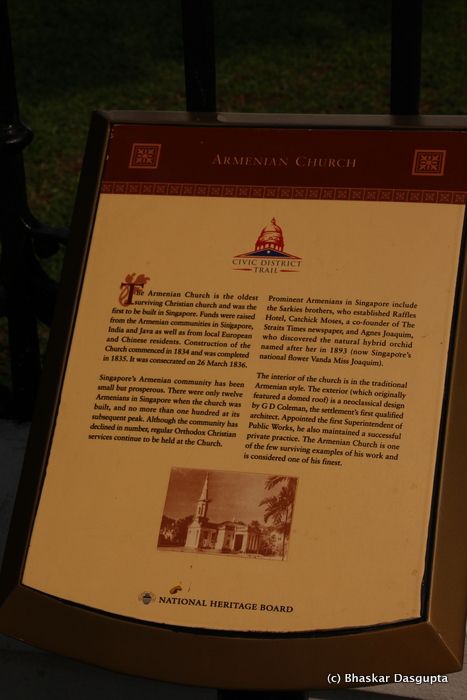 ARMENIAN CHURCH
CIVIC DISTRICT
TRAIL
The Armenian Church is the oldest
surviving Christian church and was the
first to be built in Singapore. Funds were raised
from the Armenian communities in Singapore,
India and Java as well as from local European
and Chinese residents. Construction of the
Church commenced in 1834 and was completed
in 1835. It was consecrated on 26 March 1836.
Singapore's Armenian community has been
small but prosperous. There were only twelve
Armenians in Singapore when the church was
built, and no more than one hundred at its
subsequent peak. Although the community has
declined in number, regular Orthodox Christian
services continue to be held at the Church.
Prominent Armenians in Singapore include
the Sarkies brothers, who established Raffles
Hotel, Catchick Moses, a co-founder of The
Straits Times newspaper, and Agnes Joaquim,
who discovered the natural hybrid orchid
named after her in 1893 (now Singapore's
national flower Vanda Miss Joaquim).
The interior of the church is in the traditional
Armenian style. The exterior (which originally
featured a domed roof) is a neoclassical design
by G D Coleman, the settlement's first qualified
architect. Appointed the first Superintendent of
Public Works, he also maintained a successful
private practice. The Armenian Church is one
of the few surviving examples of his work and
is considered one of his finest.
NATIONAL HERITAGE BOARD
(c) Bhaskar Dasgupta